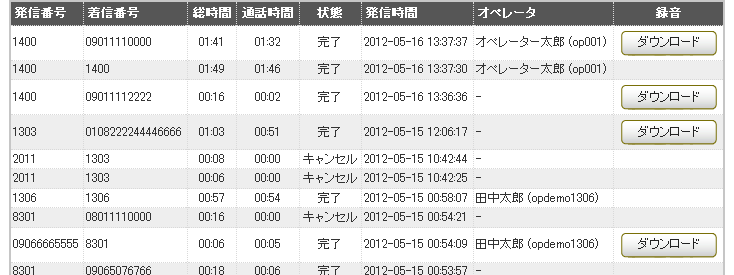 発信番号 着信番号 総時間 通話時間 状態 発信時間 オペレータ 録音
1400 09011110000 01:41 01:32 完了 2012-05-16 13:37:37 オペレーター太郎 (op001) ダウンロード
1400 1400 01:49 01:46 完了 2012-05-16 13:37:30 オペレーター太郎 (op001)
1400 09011112222 00:16 00:02 完了 2012-05-16 13:36:36 - ダウンロード
1303 0108222244446666 01:03 00:51 完了 2012-05-15 12:06:17 - ダウンロード
2011 1303 00:08 00:00 キャンセル 2012-05-15 10:42:44 -
2011 1303 00:06 00:00 キャンセル 2012-05-15 10:42:25 -
1306 1306 00:57 00:54 完了 2012-05-15 00:58:07 田中太郎 (opdemo1306)
8301 08011110000 00:16 00:00 キャンセル 2012-05-15 00:54:21 -
09066665555 8301 00:06 00:05 完了 2012-05-15 00:54:09 田中太郎 (opdemo1306) ダウンロード
8301 09065076766 00:18 00:06 完了 2012-05-15 00:53:57 -